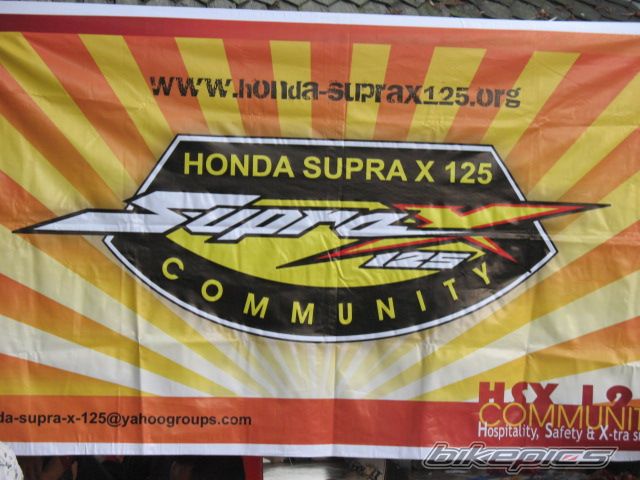 www.honda-suprax125.org
HONDA SUPRA X 125
Supra X
125
COMMUNITY
HSX 12
COMMUNIT
da-supra-x-125@yahoogroups.com
Hospitality, Safety & X-tra
bikepics